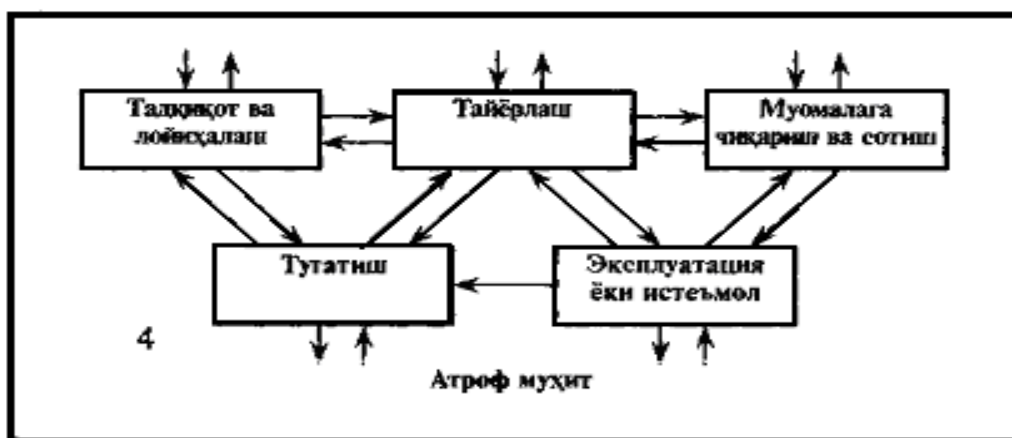 Тадқиқот ва
лойиҳалаш
Тайёрлаш
Муомалага
чиқариш ва сотиш
Тугатиш
Эксплуатация
ёки истеъмол
4
Атроф муҳит